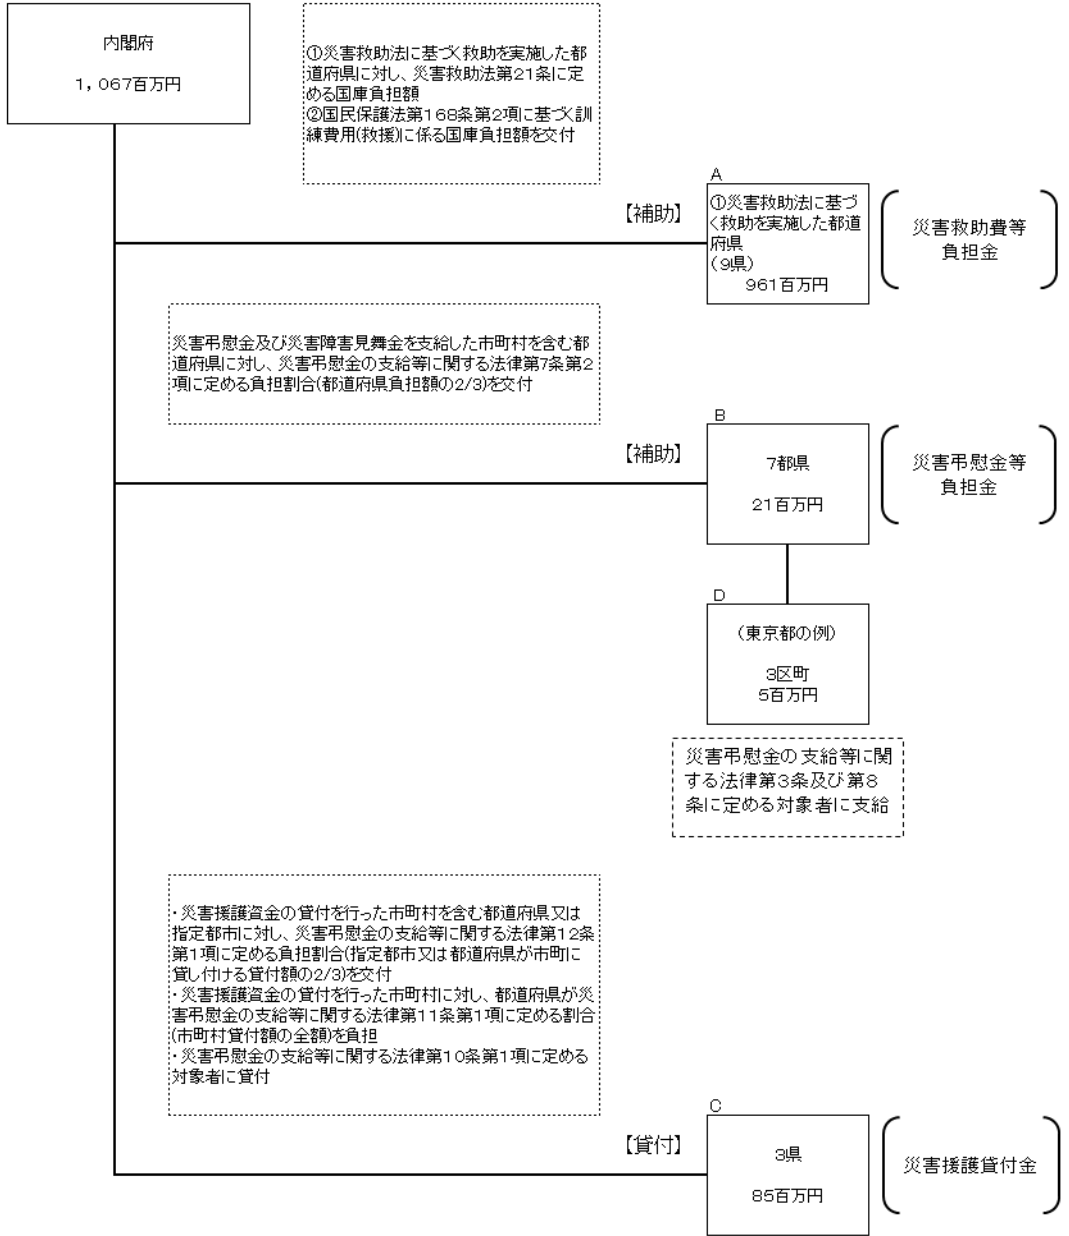 内閣府
1,067百万円
①災害救助法に基づく救助を実施した都
道府県に対し、災害救助法第21条に定
める国庫負担額
②国民保護法第168条第2項に基づく訓
練費用(救援)に係る国庫負担額を交付
【補助】
A
①災害救助法に基づ
く救助を実施した都道
府県
(9県)
961百万円
災害救助費等
負担金
災害弔慰金及び災害障害見舞金を支給した市町村を含む都
道府県に対し、災害弔慰金の支給等に関する法律第7条第2
項に定める負担割合(都道府県負担額の2/3)を交付
【補助】
B
7都県
21百万円
災害弔慰金等
負担金
D
(東京都の例)
3区町
5百万円
災害弔慰金の支給等に関
する法律第3条及び第8
条に定める対象者に支給
・災害援護資金の貸付を行った市町村を含む都道府県又は
指定都市に対し、災害弔慰金の支給等に関する法律第12条
第1項に定める負担割合(指定都市又は都道府県が市町に
貸し付ける貸付額の2/3)を交付
・災害援護資金の貸付を行った市町村に対し、都道府県が災
害弔慰金の支給等に関する法律第11条第1項に定める割合
(市町村貸付額の全額)を負担
・災害弔慰金の支給等に関する法律第10条第1項に定める
対象者に貸付
【貸付】
C
3県
85百万円
災害援護貸付金